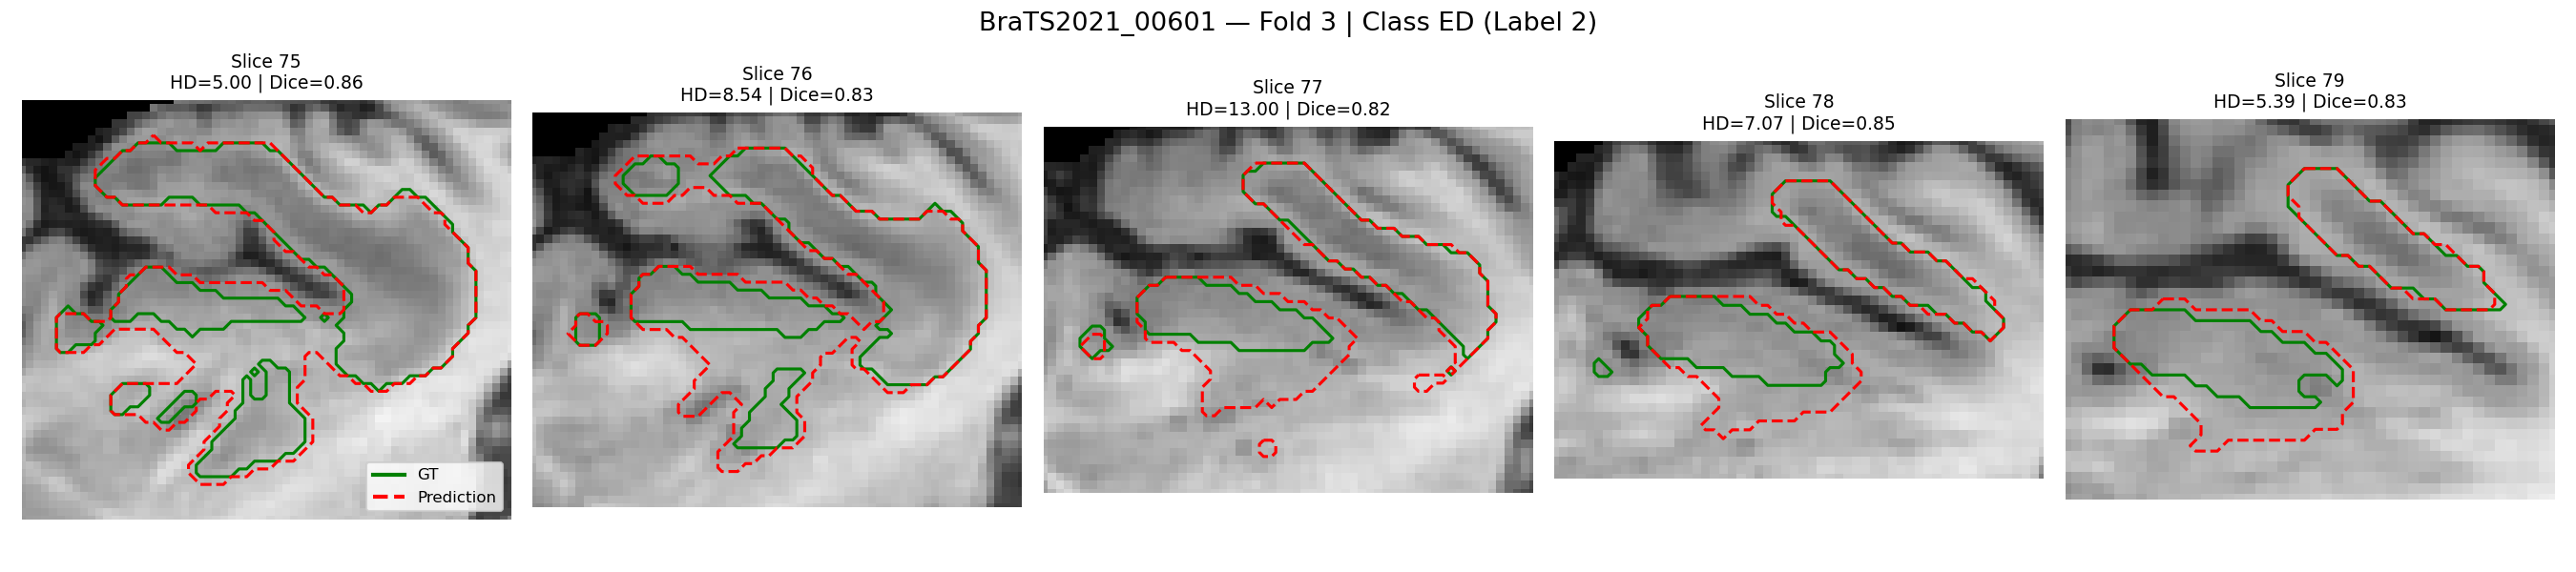 BraTS2021_00601 — Fold 3 | Class ED (Label 2)
Slice 75
HD=5.00 | Dice=0.86
Slice 76
HD=8.54 | Dice=0.83
Slice 77
HD=13.00 | Dice=0.82
Slice 78
HD=7.07 | Dice=0.85
Slice 79
HD=5.39 | Dice=0.83
GT
Prediction